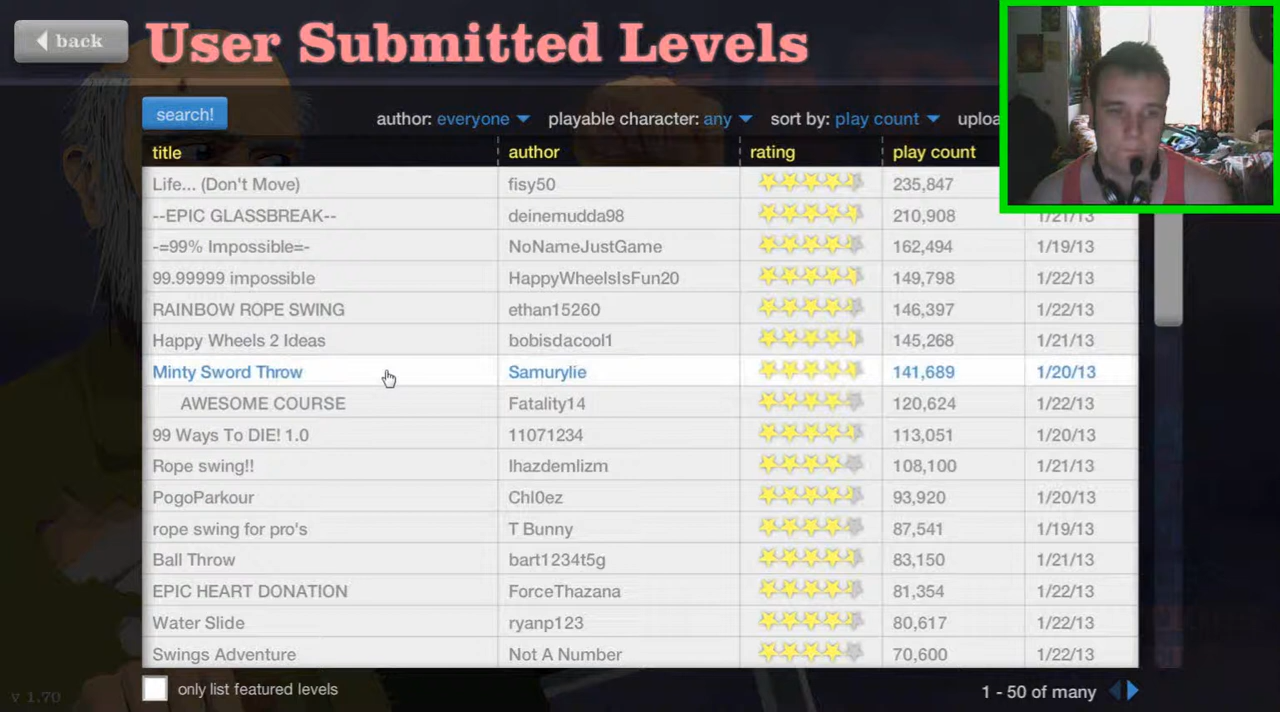 back
User Submitted Levels
search!
author: everyone playable character: any sort by: play count uploa
title author rating play count
Life... (Don't Move) fisy50 235,847
--EPIC GLASSBREAK-- deinemudda98 210,908 1/21/13
-=99% Impossible=- NoNameJustGame 162,494 1/19/13
99.99999 impossible HappyWheelsIsFun20 149,798 1/22/13
RAINBOW ROPE SWING ethan15260 146,397 1/22/13
Happy Wheels 2 Ideas bobisdacool1 145,268 1/21/13
Minty Sword Throw Samurylie 141,689 1/20/13
AWESOME COURSE Fatality14 120,624 1/22/13
99 Ways To DIE! 1.0 11071234 113,051 1/20/13
Rope swing!! Ihazdemlizm 108,100 1/21/13
PogoParkour Chl0ez 93,920 1/20/13
rope swing for pro's T Bunny 87,541 1/19/13
Ball Throw bart1234t5g 83,150 1/21/13
EPIC HEART DONATION ForceThazana 81,354 1/22/13
Water Slide ryanp123 80,617 1/22/13
Swings Adventure Not A Number 70,600 1/22/13
v 1.70 only list featured levels 1 - 50 of many